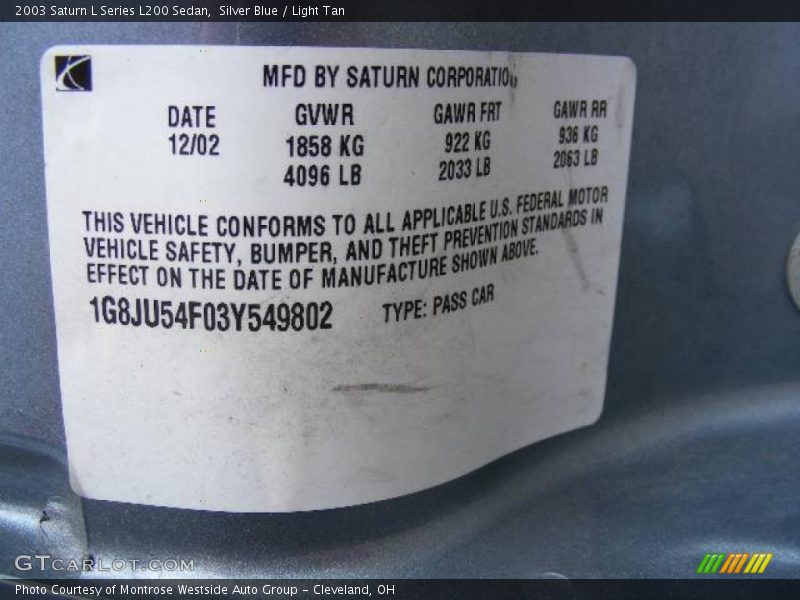 2003 Saturn L Series L200 Sedan,  Silver Blue / Light Tan
MFD BY SATURN CORPORATION
DATE GVWR GAWR FRT GAWR RR
12/02 1858 KG 922 KG 936 KG
4096 LB 2033 LB 2063 LB
THIS VEHICLE CONFORMS TO ALL APPLICABLE U.S. FEDERAL MOTOR
VEHICLE SAFETY, BUMPER, AND THEFT PREVENTION STANDARDS IN
EFFECT ON THE DATE OF MANUFACTURE SHOWN ABOVE.
1G8JU54F03Y549802 TYPE: PASS CAR
GTCARLOT.COM
Photo Courtesy of Montrose Westside Auto Group - Cleveland, OH